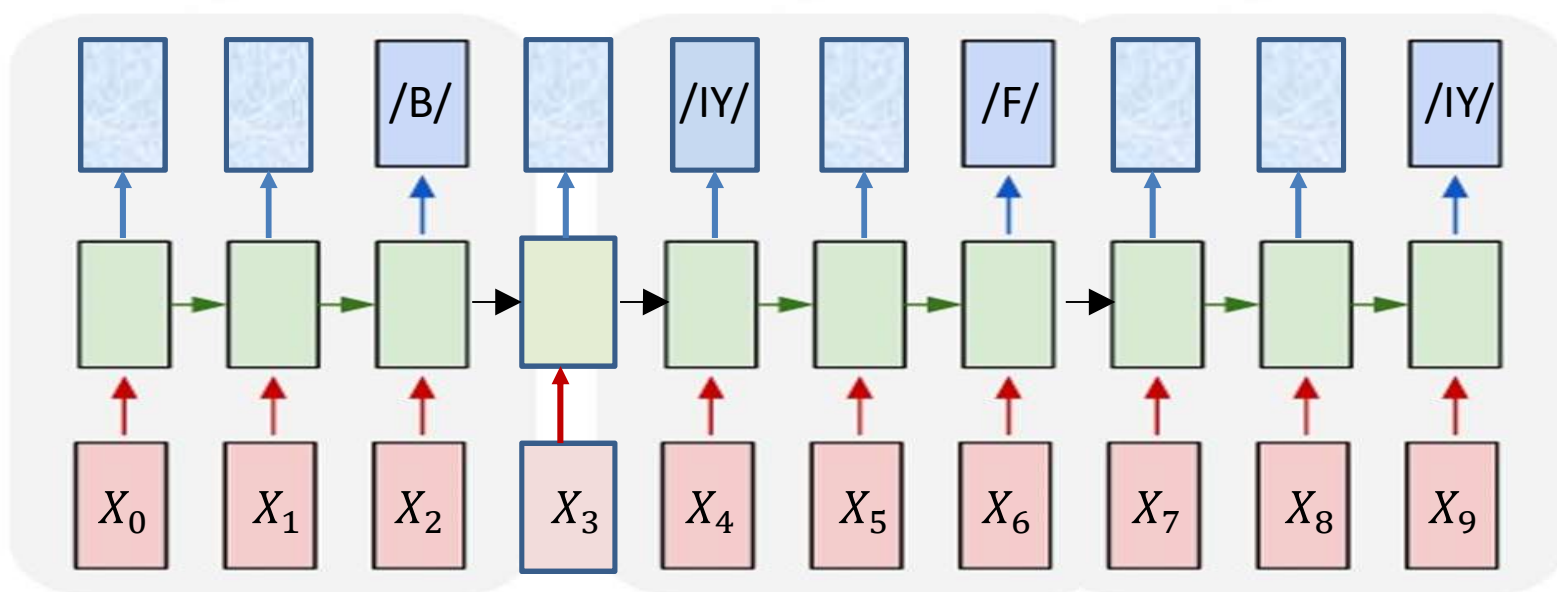 /B/ /IY/ /F/ /IY/
X₀ X₁ X₂ X₃ X₄ X₅ X₆ X₇ X₈ X₉